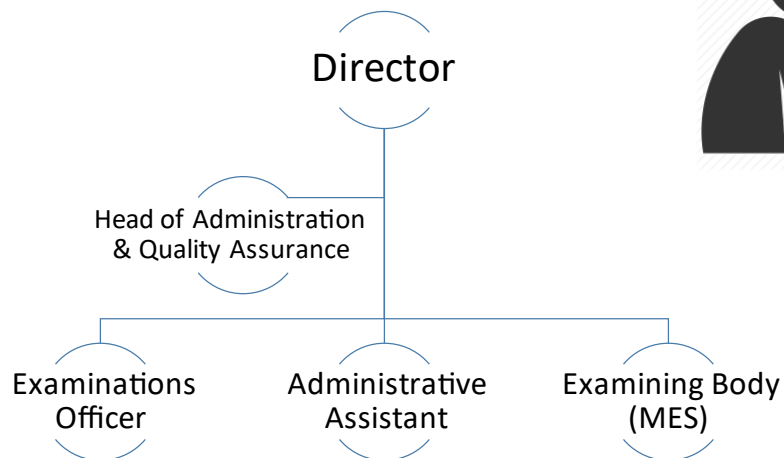 Director
Head of Administration
& Quality Assurance
Examinations
Officer
Administrative
Assistant
Examining Body
(MES)